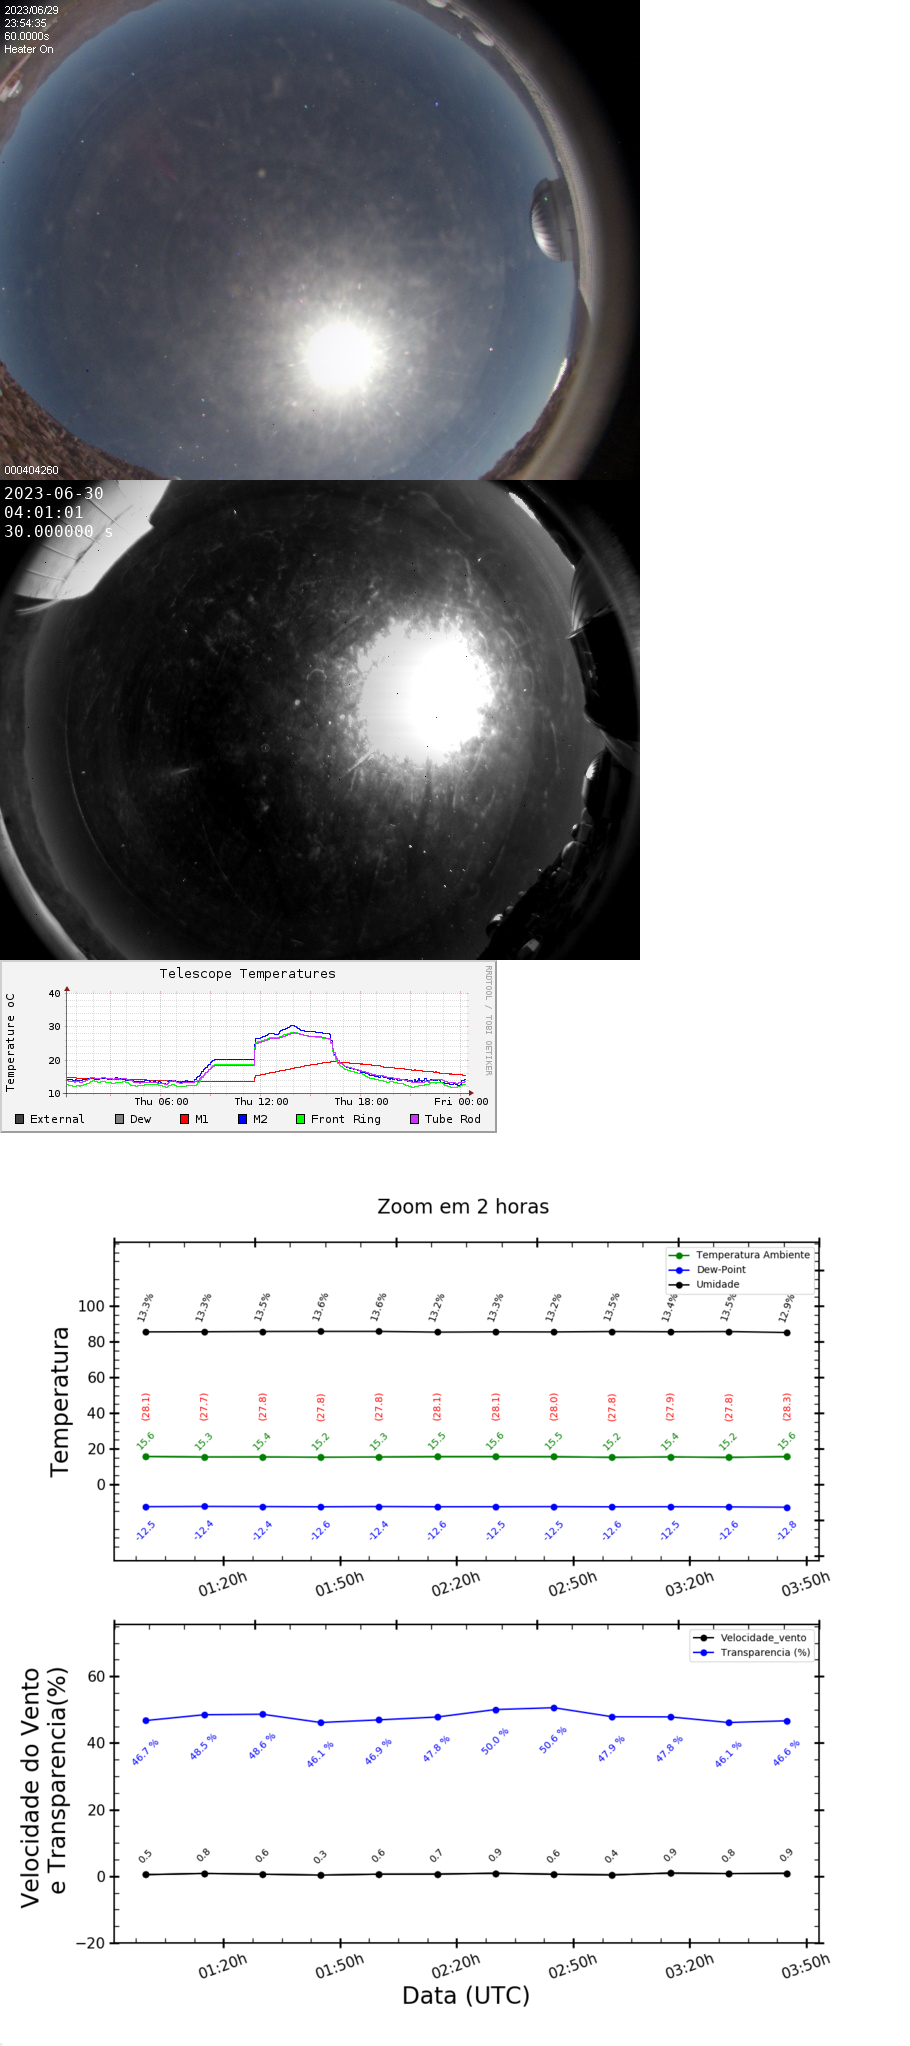 2023/06/29
23:54:35
60.0000s
Heater On
000404260
2023-06-30
04:01:01
30.000000 s
Telescope Temperatures
RRDTOOL / TOBI OETIKER
Temperature oC
40
30
20
10
Thu 06:00 Thu 12:00 Thu 18:00 Fri 00:00
External Dew M1 M2 Front Ring Tube Rod
Zoom em 2 horas
Temperatura Ambiente
Dew-Point
Umidade
Temperatura
100
80
60
40
20
0
13.3% 13.3% 13.5% 13.6% 13.6% 13.2% 13.3% 13.2% 13.5% 13.4% 13.5% 12.9%
(28.1) (27.7) (27.8) (27.8) (27.8) (28.1) (28.1) (28.0) (27.8) (27.9) (27.8) (28.3)
15.6 15.3 15.4 15.2 15.3 15.5 15.6 15.5 15.2 15.4 15.2 15.6
-12.5 -12.4 -12.4 -12.6 -12.4 -12.6 -12.5 -12.5 -12.6 -12.5 -12.6 -12.8
01:20h 01:50h 02:20h 02:50h 03:20h 03:50h
Velocidade_vento
Transparencia (%)
Velocidade do Vento
e Transparencia(%)
60
40
20
0
−20
46.7 % 48.5 % 48.6 % 46.1 % 46.9 % 47.8 % 50.0 % 50.6 % 47.9 % 47.8 % 46.1 % 46.6 %
0.5 0.8 0.6 0.3 0.6 0.7 0.9 0.6 0.4 0.9 0.8 0.9
01:20h 01:50h 02:20h 02:50h 03:20h 03:50h
Data (UTC)